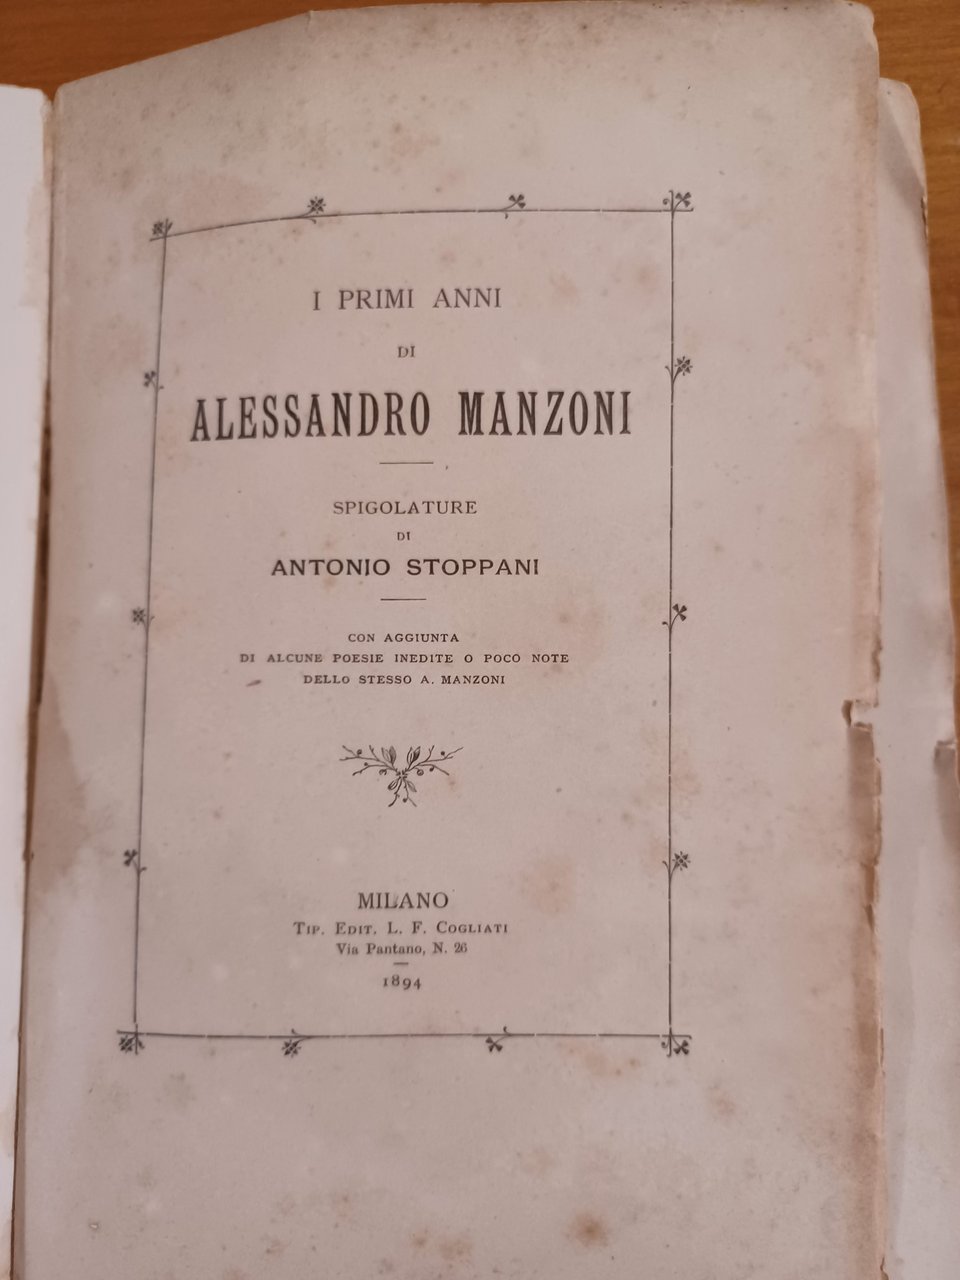 I PRIMI ANNI
DI
ALESSANDRO MANZONI
SPIGOLATURE
DI
ANTONIO STOPPANI
CON AGGIUNTA
DI ALCUNE POESIE INEDITE O POCO NOTE
DELLO STESSO A. MANZONI
MILANO
TIP. EDIT. L. F. COGLIATI
Via Pantano, N. 26
1894